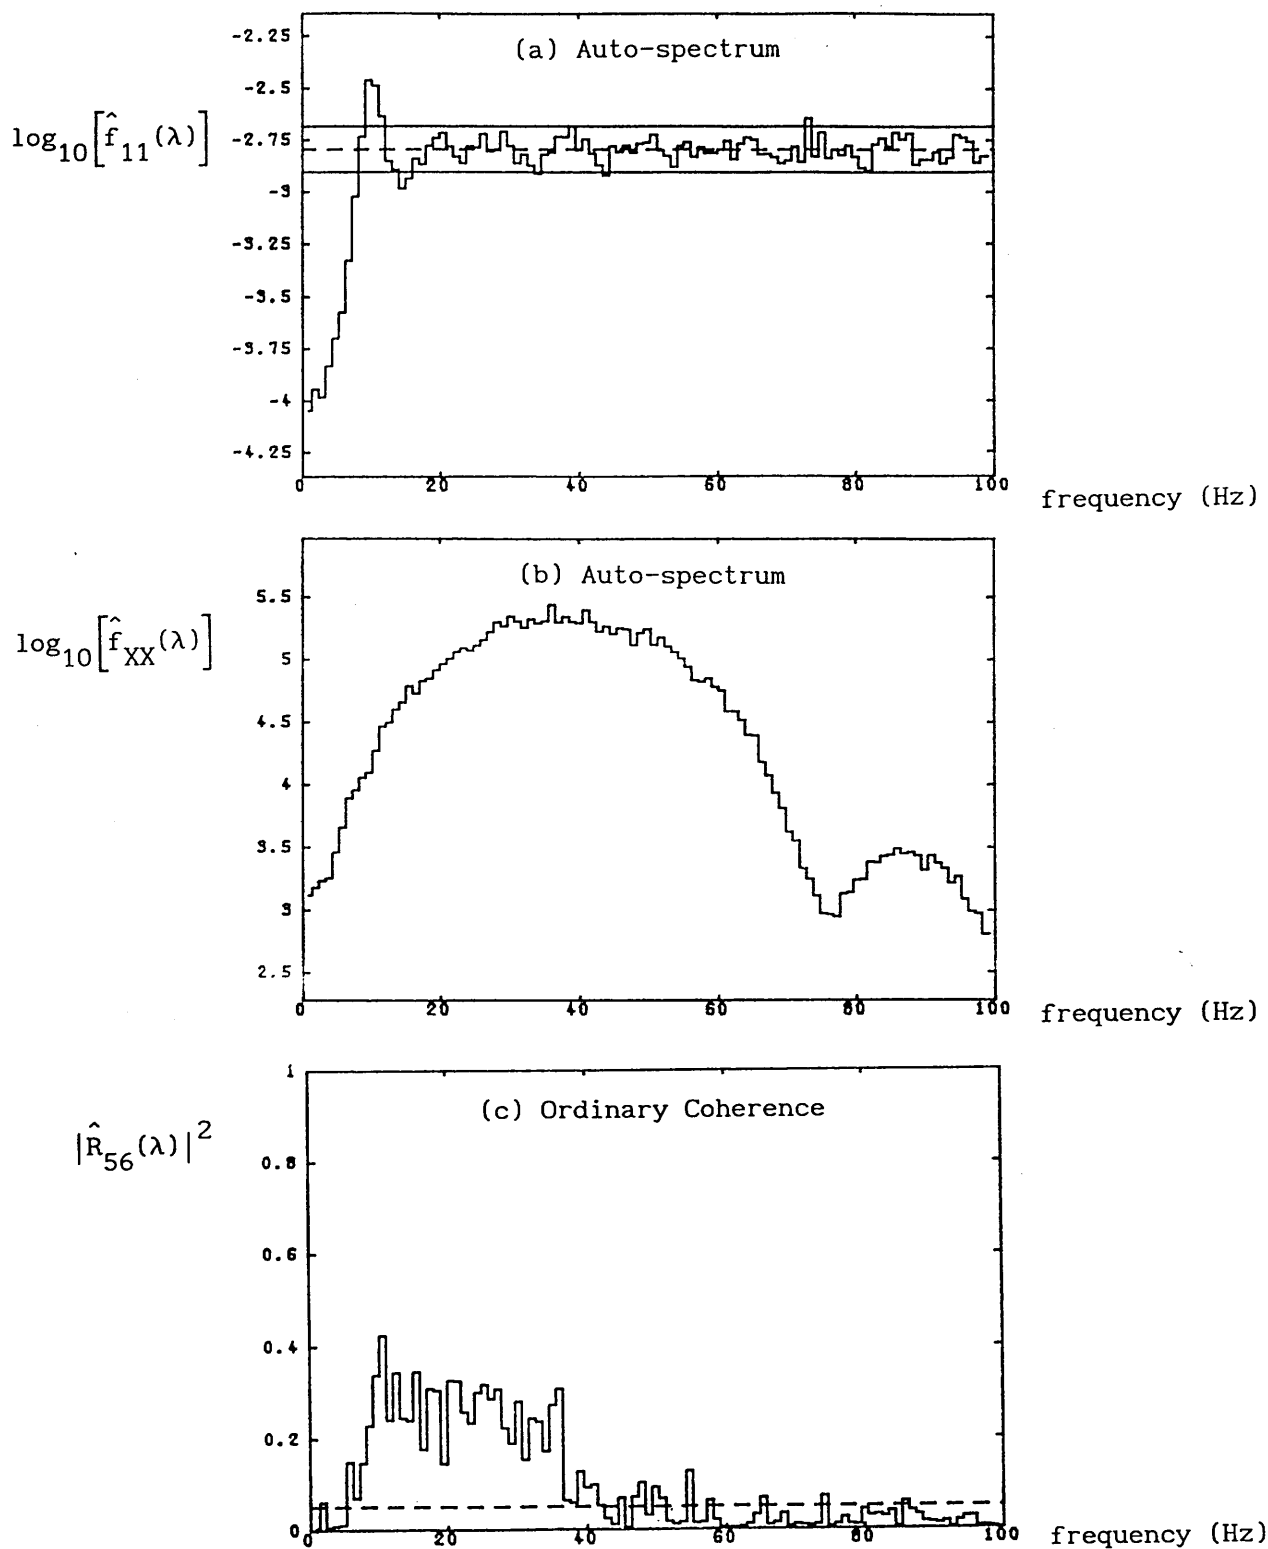 (a) Auto-spectrum
log10[f̂11(λ)]
-2.25
-2.5
-2.75
-3
-3.25
-3.5
-3.75
-4
-4.25
0 20 40 60 80 100
frequency (Hz)
(b) Auto-spectrum
log10[f̂XX(λ)]
5.5
5
4.5
4
3.5
3
2.5
0 20 40 60 80 100
frequency (Hz)
(c) Ordinary Coherence
|R̂56(λ)|2
1
0.8
0.6
0.4
0.2
0
0 20 40 60 80 100
frequency (Hz)